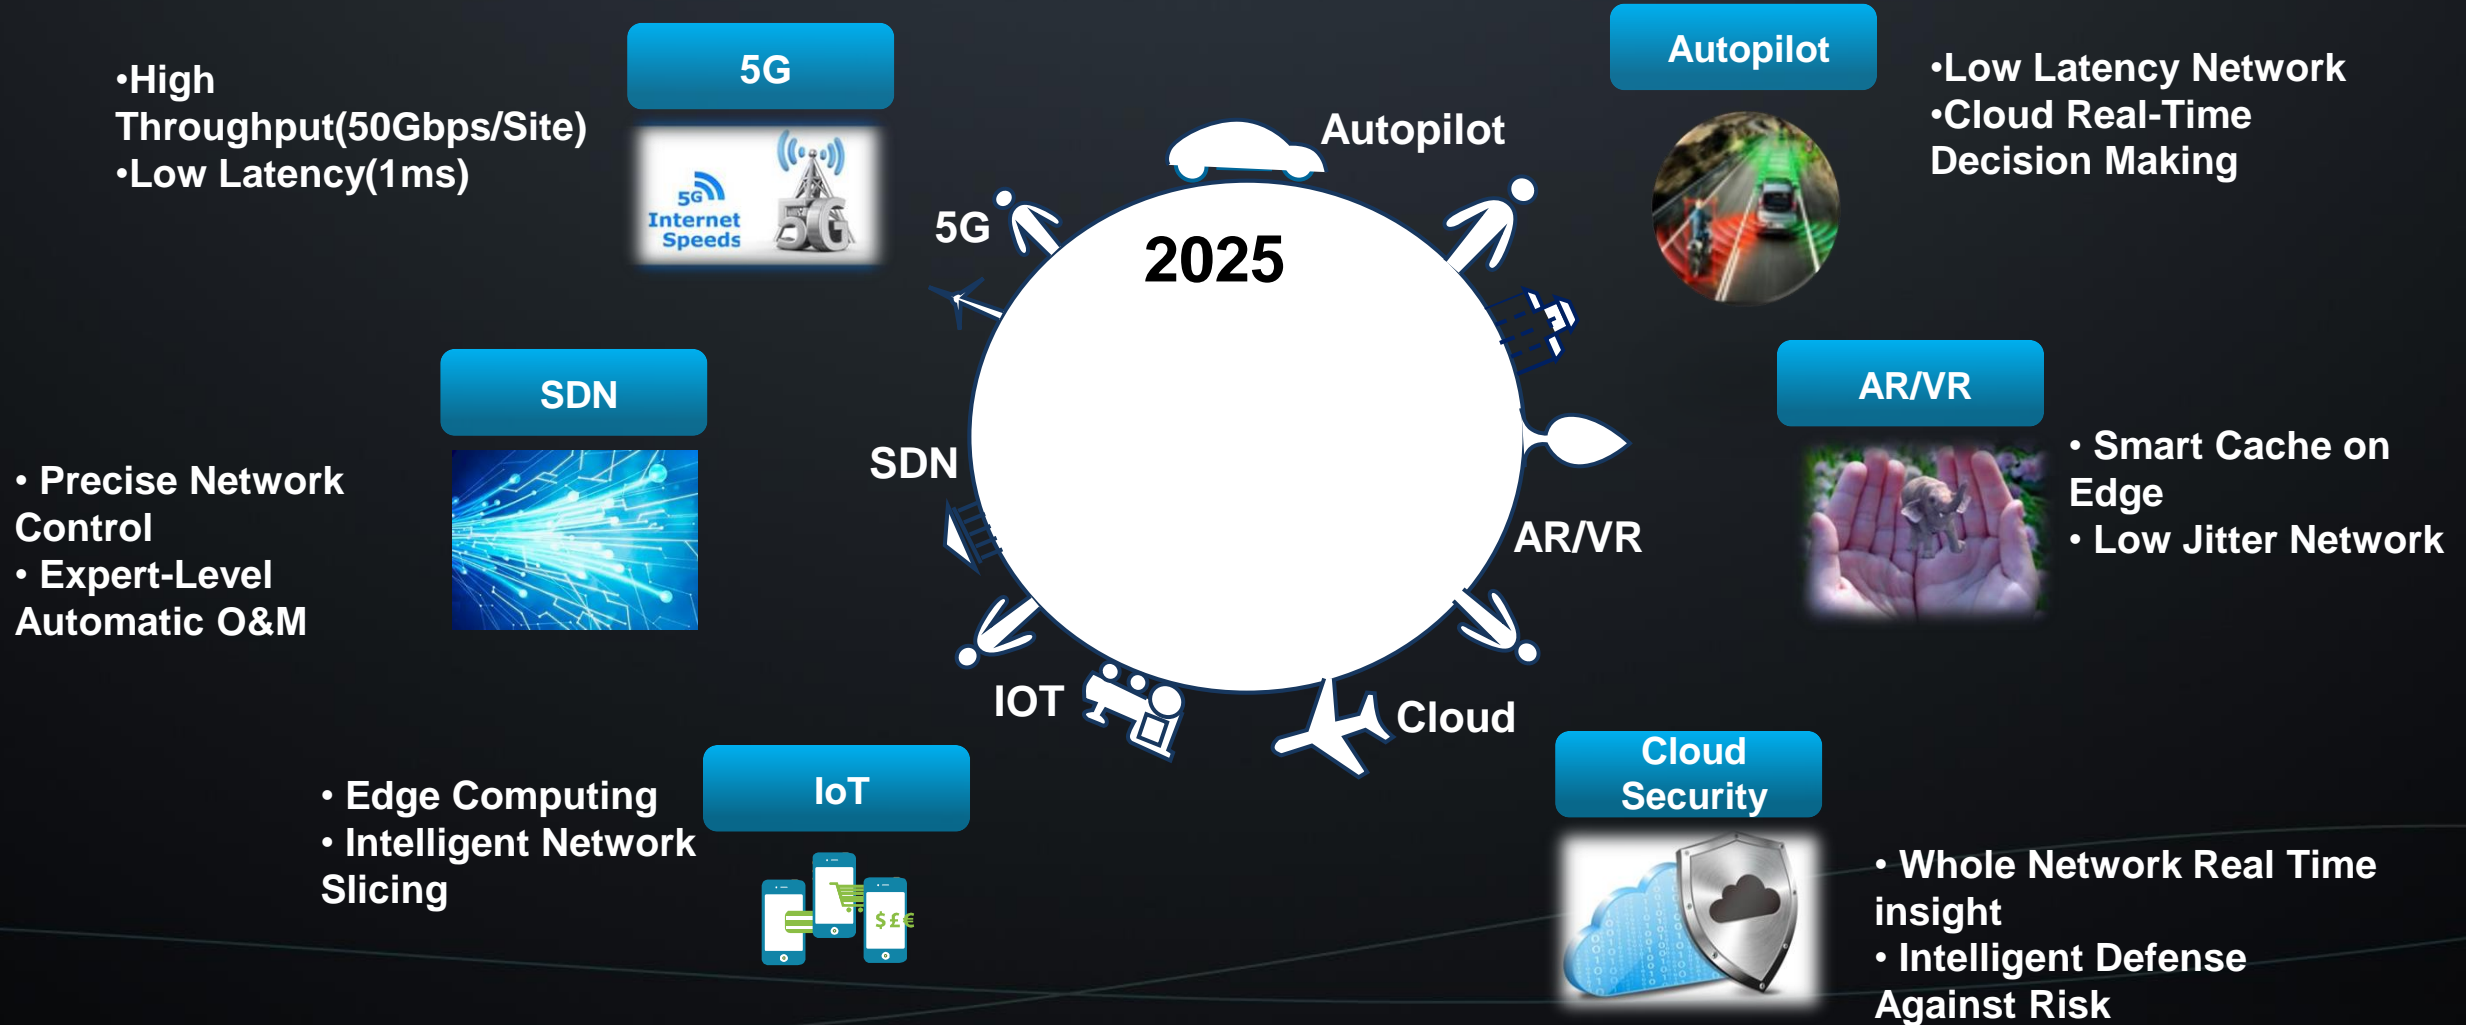 5G
•High
Throughput(50Gbps/Site)
•Low Latency(1ms)
5G
Internet
Speeds
5G
Autopilot
•Low Latency Network
•Cloud Real-Time
Decision Making
Autopilot
5G
2025
SDN
• Precise Network
Control
• Expert-Level
Automatic O&M
SDN
AR/VR
• Smart Cache on
Edge
• Low Jitter Network
AR/VR
IOT
Cloud
IoT
• Edge Computing
• Intelligent Network
Slicing
$£€
Cloud
Security
• Whole Network Real Time
insight
• Intelligent Defense
Against Risk